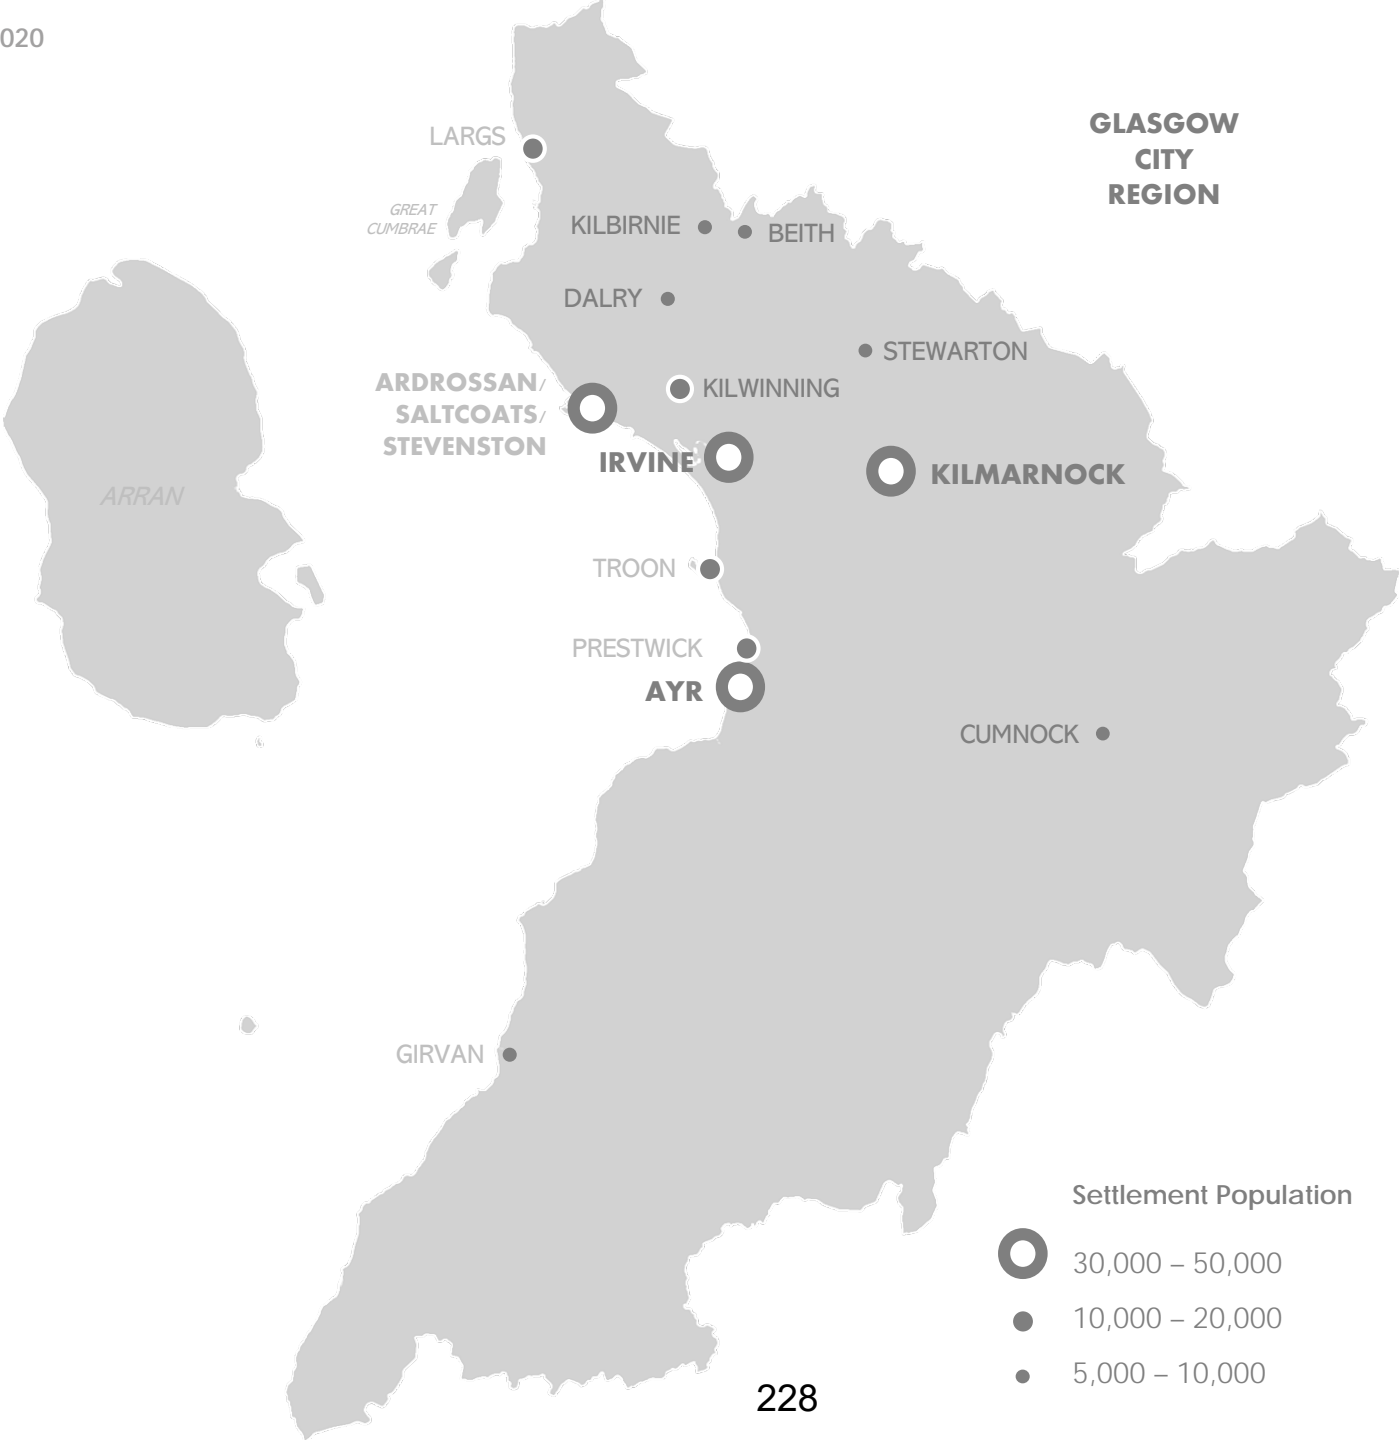 020
GLASGOW
CITY
REGION
LARGS
GREAT
CUMBRAE
KILBIRNIE
BEITH
DALRY
STEWARTON
ARDROSSAN/
SALTCOATS/
STEVENSTON
KILWINNING
IRVINE
KILMARNOCK
ARRAN
TROON
PRESTWICK
AYR
CUMNOCK
GIRVAN
Settlement Population
30,000 – 50,000
10,000 – 20,000
5,000 – 10,000
228